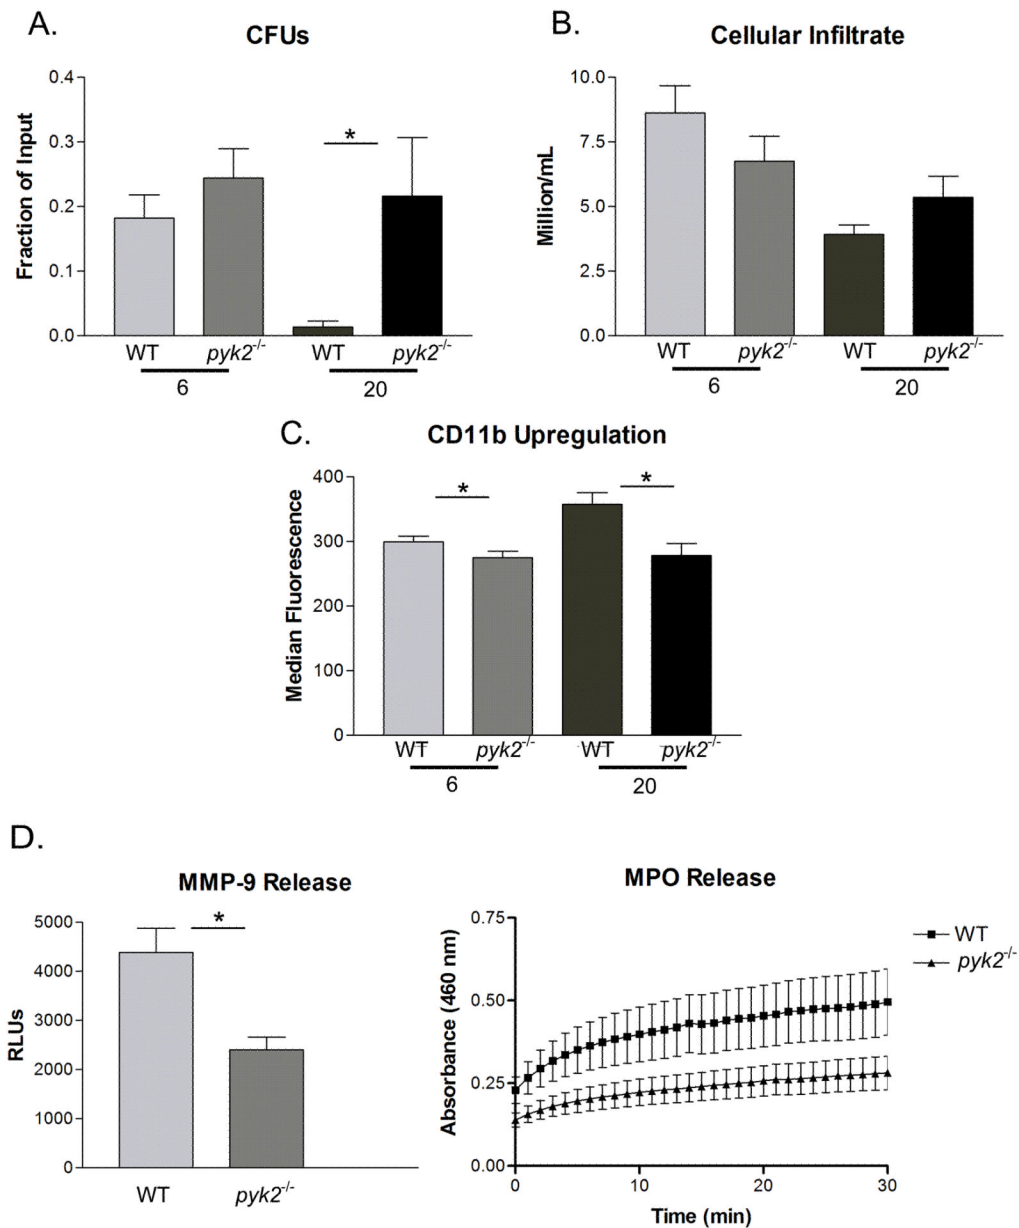 A.
CFUs
Fraction of Input
0.4
0.3
0.2
0.1
0.0
*
WT pyk2-/- WT pyk2-/-
6 20
B.
Cellular Infiltrate
Million/mL
10.0
7.5
5.0
2.5
0.0
WT pyk2-/- WT pyk2-/-
6 20
C.
CD11b Upregulation
Median Fluorescence
400
300
200
100
0
* *
WT pyk2-/- WT pyk2-/-
6 20
D.
MMP-9 Release
RLUs
5000
4000
3000
2000
1000
0
*
WT pyk2-/-
MPO Release
Absorbance (460 nm)
0.75
0.50
0.25
0.00
0 10 20 30
Time (min)
WT
pyk2-/-